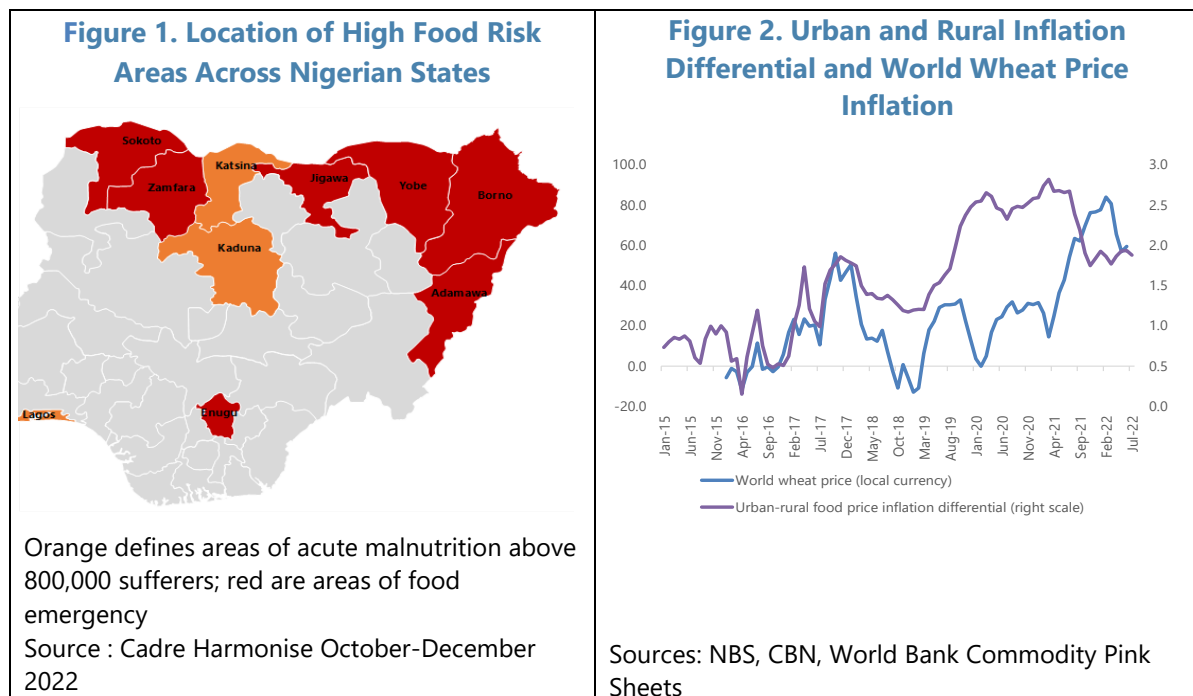 Figure 1. Location of High Food Risk
Areas Across Nigerian States
Sokoto
Katsina
Zamfara
Jigawa
Yobe
Borno
Kaduna
Adamawa
Enugu
Lagos
Orange defines areas of acute malnutrition above
800,000 sufferers; red are areas of food
emergency
Source : Cadre Harmonise October-December
2022
Figure 2. Urban and Rural Inflation
Differential and World Wheat Price
Inflation
100.0
80.0
60.0
40.0
20.0
0.0
-20.0
3.0
2.5
2.0
1.5
1.0
0.5
0.0
Jan-15
Jun-15
Nov-15
Apr-16
Sep-16
Feb-17
Jul-17
Dec-17
May-18
Oct-18
Mar-19
Aug-19
Jan-20
Jun-20
Nov-20
Apr-21
Sep-21
Feb-22
Jul-22
World wheat price (local currency)
Urban-rural food price inflation differential (right scale)
Sources: NBS, CBN, World Bank Commodity Pink
Sheets